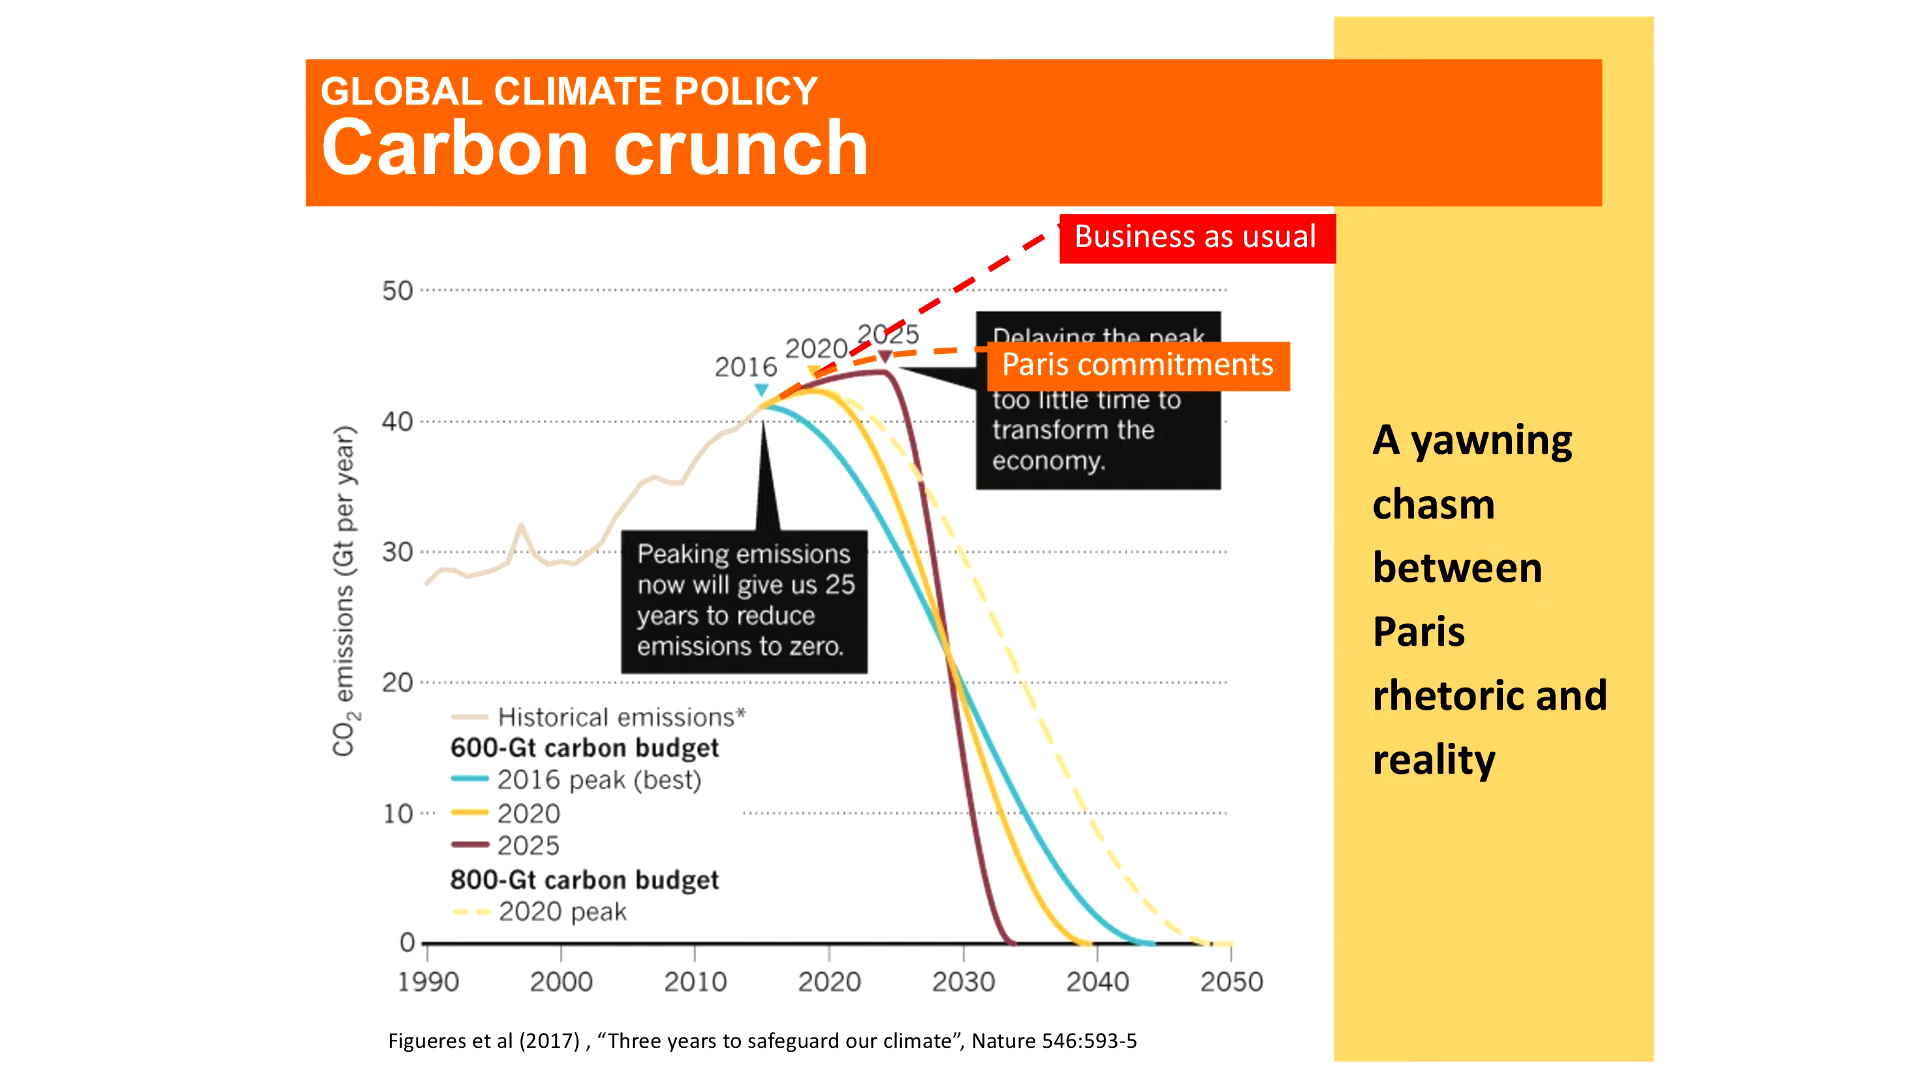 GLOBAL CLIMATE POLICY
Carbon crunch
Business as usual
50
2025
2020
2016
Delaying the peak
Paris commitments
too little time to
transform the
economy.
40
CO2 emissions (Gt per year)
30
Peaking emissions
now will give us 25
years to reduce
emissions to zero.
20
Historical emissions*
600-Gt carbon budget
2016 peak (best)
10
2020
2025
800-Gt carbon budget
2020 peak
0
1990 2000 2010 2020 2030 2040 2050
A yawning
chasm
between
Paris
rhetoric and
reality
Figueres et al (2017) , “Three years to safeguard our climate”, Nature 546:593-5